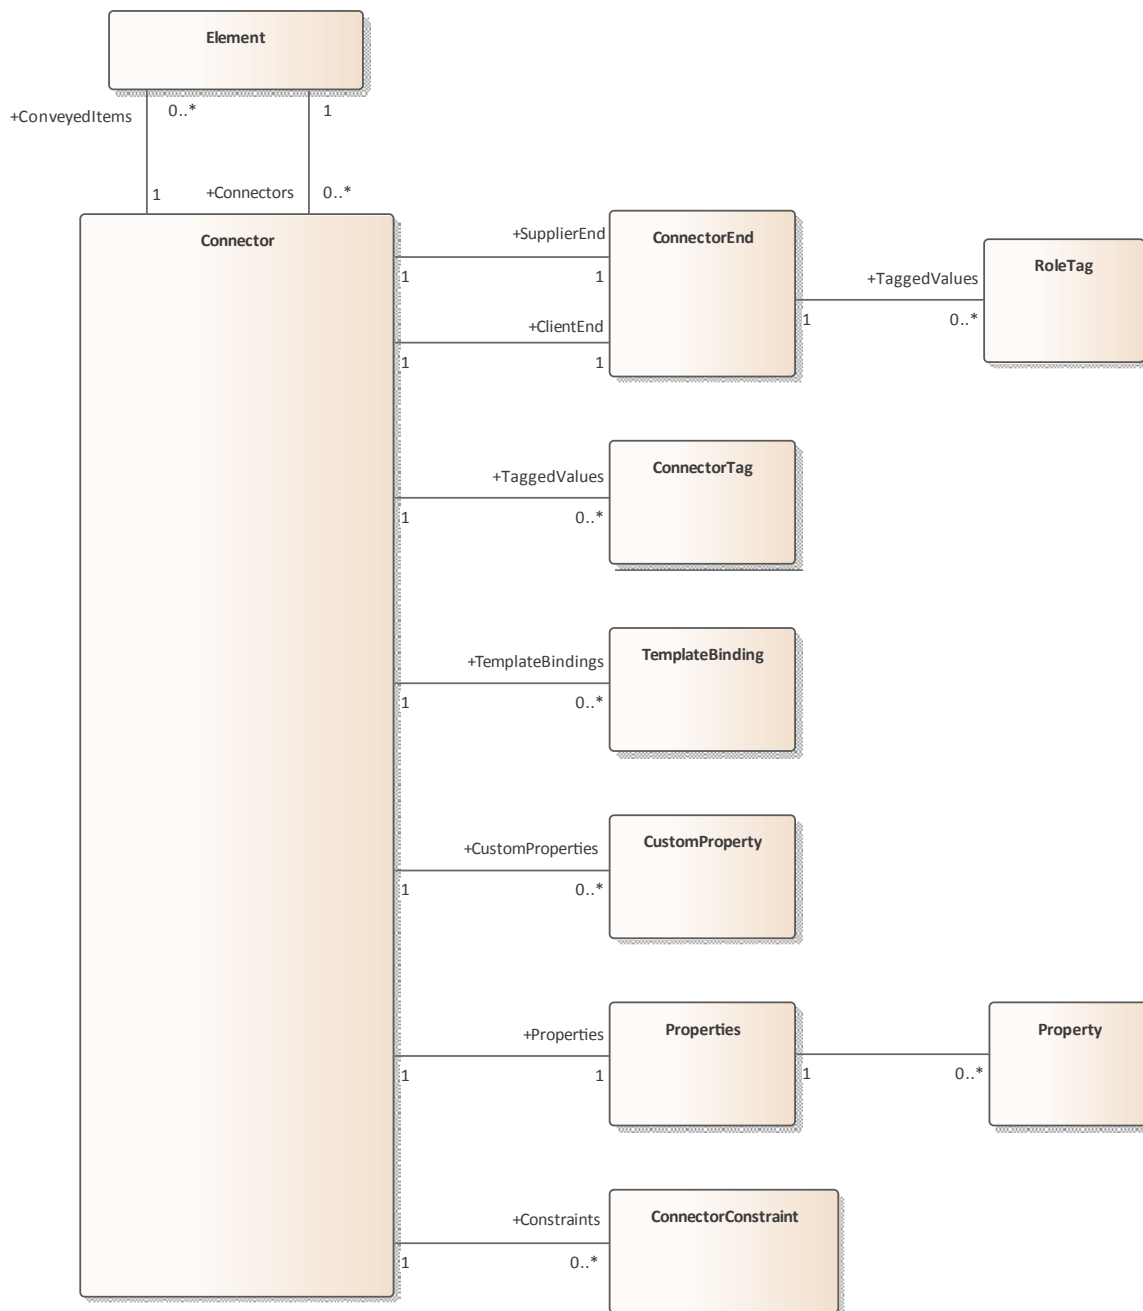 Element
+ConveyedItems
0..*
1
1
+Connectors
0..*
Connector
+SupplierEnd
1
1
ConnectorEnd
+ClientEnd
1
1
+TaggedValues
1
0..*
RoleTag
+TaggedValues
1
0..*
ConnectorTag
+TemplateBindings
1
0..*
TemplateBinding
+CustomProperties
1
0..*
CustomProperty
+Properties
1
1
Properties
1
0..*
Property
+Constraints
1
0..*
ConnectorConstraint